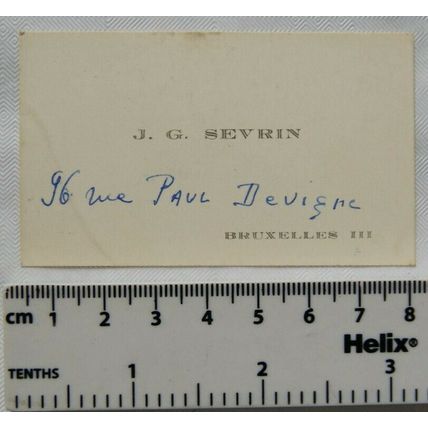 J. G. SEVRIN
96 rue PAUL Devigne
BRUXELLES III
cm 1 2 3 4 5 6 7 8
Helix®
TENTHS 1 2 3